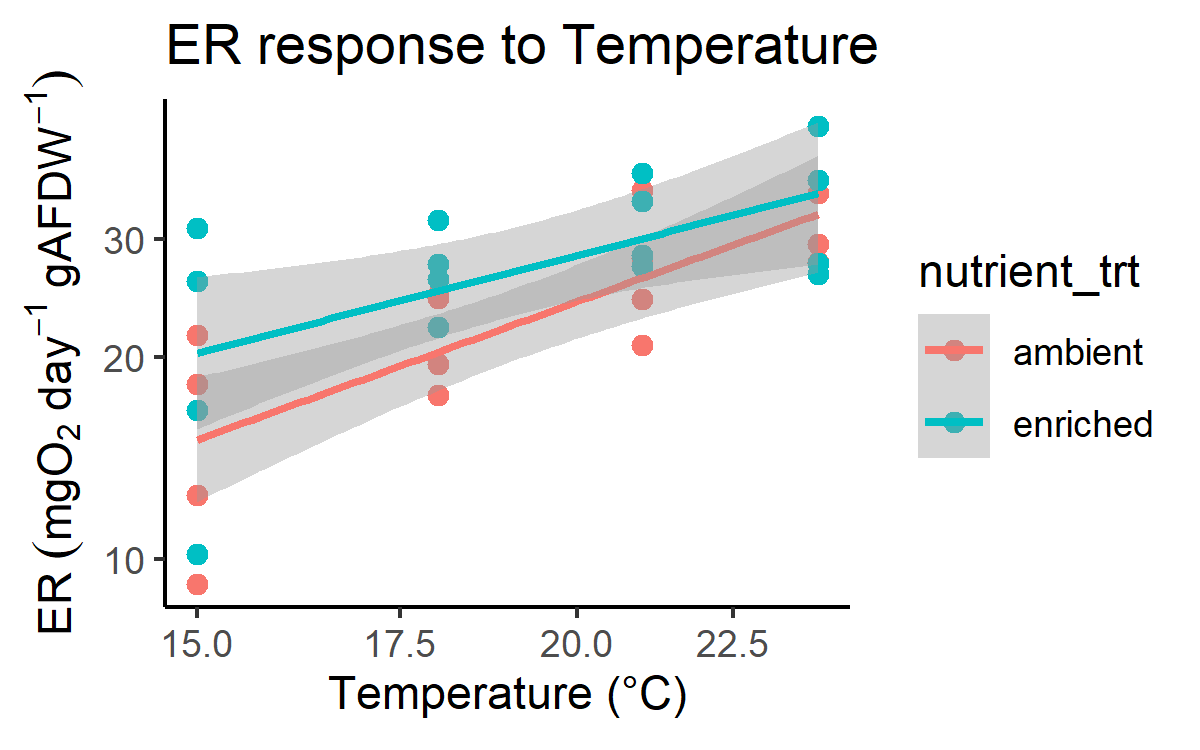 ER response to Temperature
ER (mgO₂ day⁻¹ gAFDW⁻¹)
30
20
10
15.0 17.5 20.0 22.5
Temperature (°C)
nutrient_trt
ambient
enriched